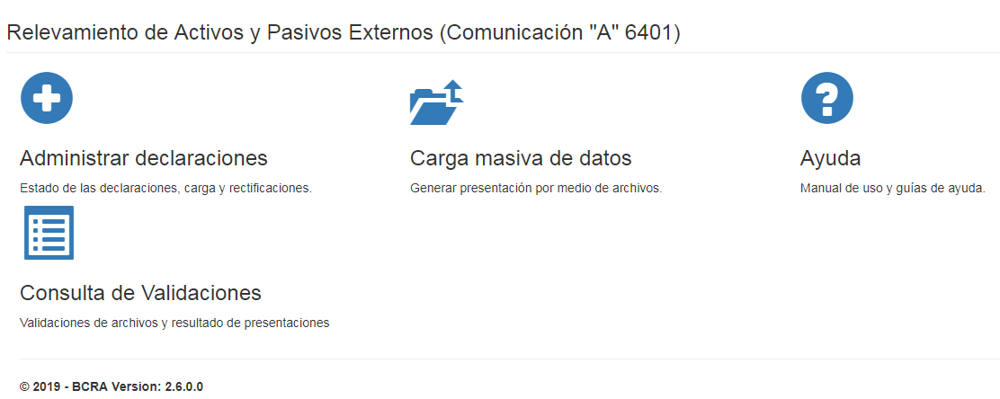 Relevamiento de Activos y Pasivos Externos (Comunicación "A" 6401)
Administrar declaraciones
Estado de las declaraciones, carga y rectificaciones.
Carga masiva de datos
Generar presentación por medio de archivos.
Ayuda
Manual de uso y guías de ayuda.
Consulta de Validaciones
Validaciones de archivos y resultado de presentaciones
© 2019 - BCRA Version: 2.6.0.0